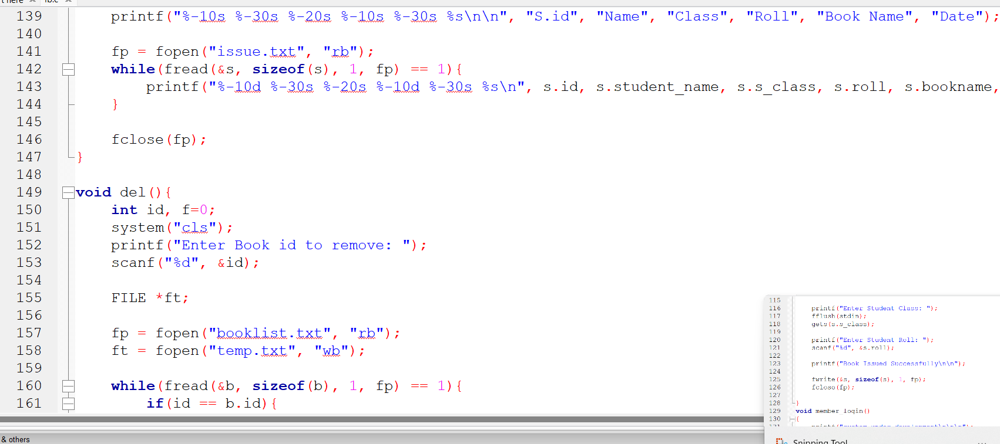 t here
lb.c
139 printf("%-10s %-30s %-20s %-10s %-30s %s\n\n", "S.id", "Name", "Class", "Roll", "Book Name", "Date");
140
141 fp = fopen("issue.txt", "rb");
142 while(fread(&s, sizeof(s), 1, fp) == 1){
143 printf("%-10d %-30s %-20s %-10d %-30s %s\n", s.id, s.student_name, s.s_class, s.roll, s.bookname,
144 }
145
146 fclose(fp);
147 }
148
149 void del(){
150 int id, f=0;
151 system("cls");
152 printf("Enter Book id to remove: ");
153 scanf("%d", &id);
154
155 FILE *ft;
156
157 fp = fopen("booklist.txt", "rb");
158 ft = fopen("temp.txt", "wb");
159
160 while(fread(&b, sizeof(b), 1, fp) == 1){
161 if(id == b.id){
& others
115
116 printf("Enter Student Class: ");
117 fflush(stdin);
118 gets(s.s_class);
119
120 printf("Enter Student Roll: ");
121 scanf("%d", &s.roll);
122
123 printf("Book Issued Successfully\n\n");
124
125 fwrite(&s, sizeof(s), 1, fp);
126 fclose(fp);
127
128 }
129 void member_login()
130 {
Snipping Tool